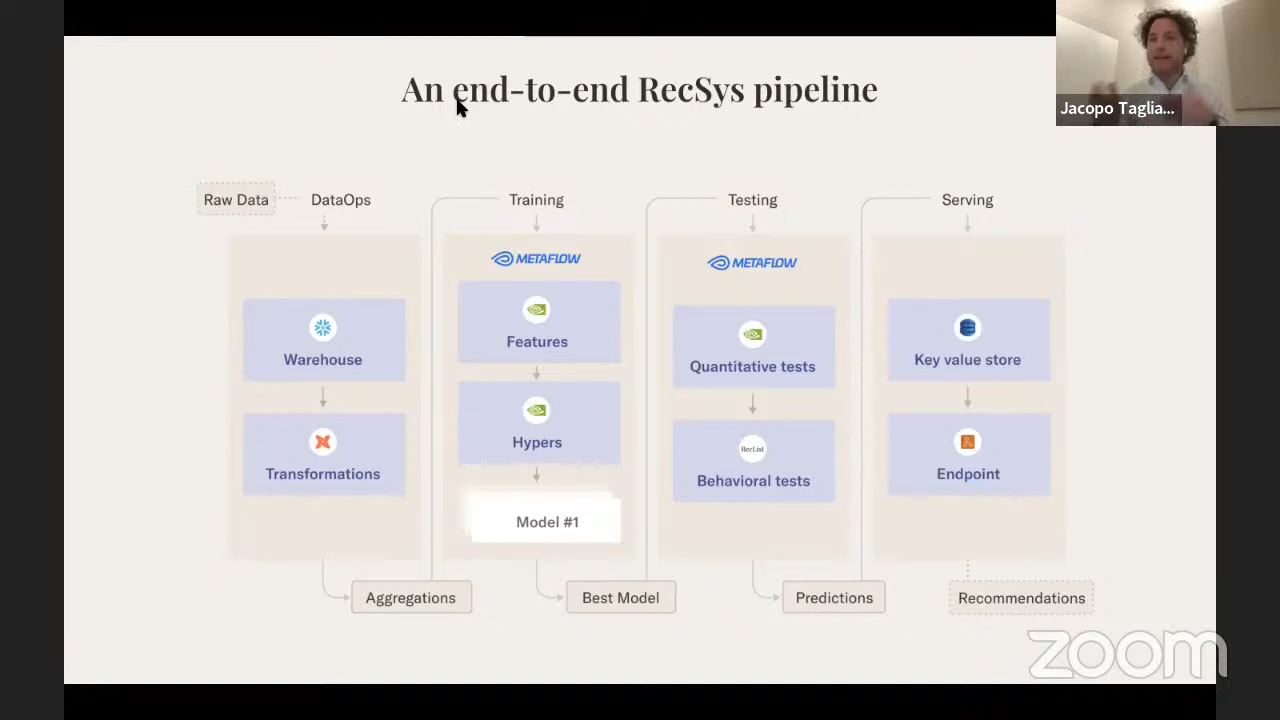 An end-to-end RecSys pipeline
Jacopo Taglia...
Raw Data
DataOps
Training
Testing
Serving
METAFLOW
METAFLOW
Warehouse
Transformations
Features
Hypers
Model #1
Quantitative tests
RecList
Behavioral tests
Key value store
Endpoint
Aggregations
Best Model
Predictions
Recommendations
zoom